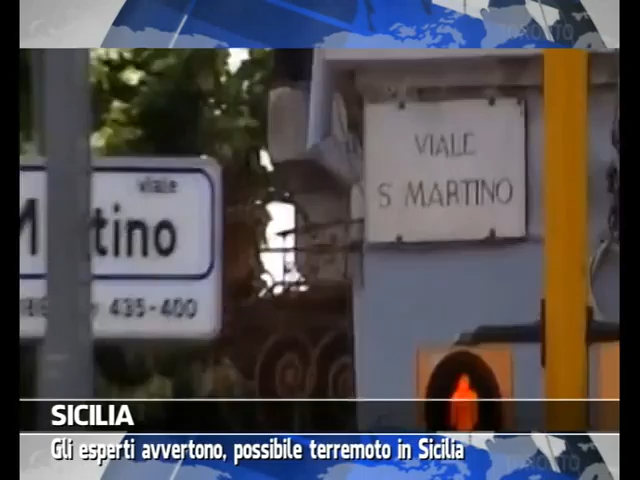 VIALE
S MARTINO
viale
tino
435-400
SICILIA
Gli esperti avvertono, possibile terremoto in Sicilia